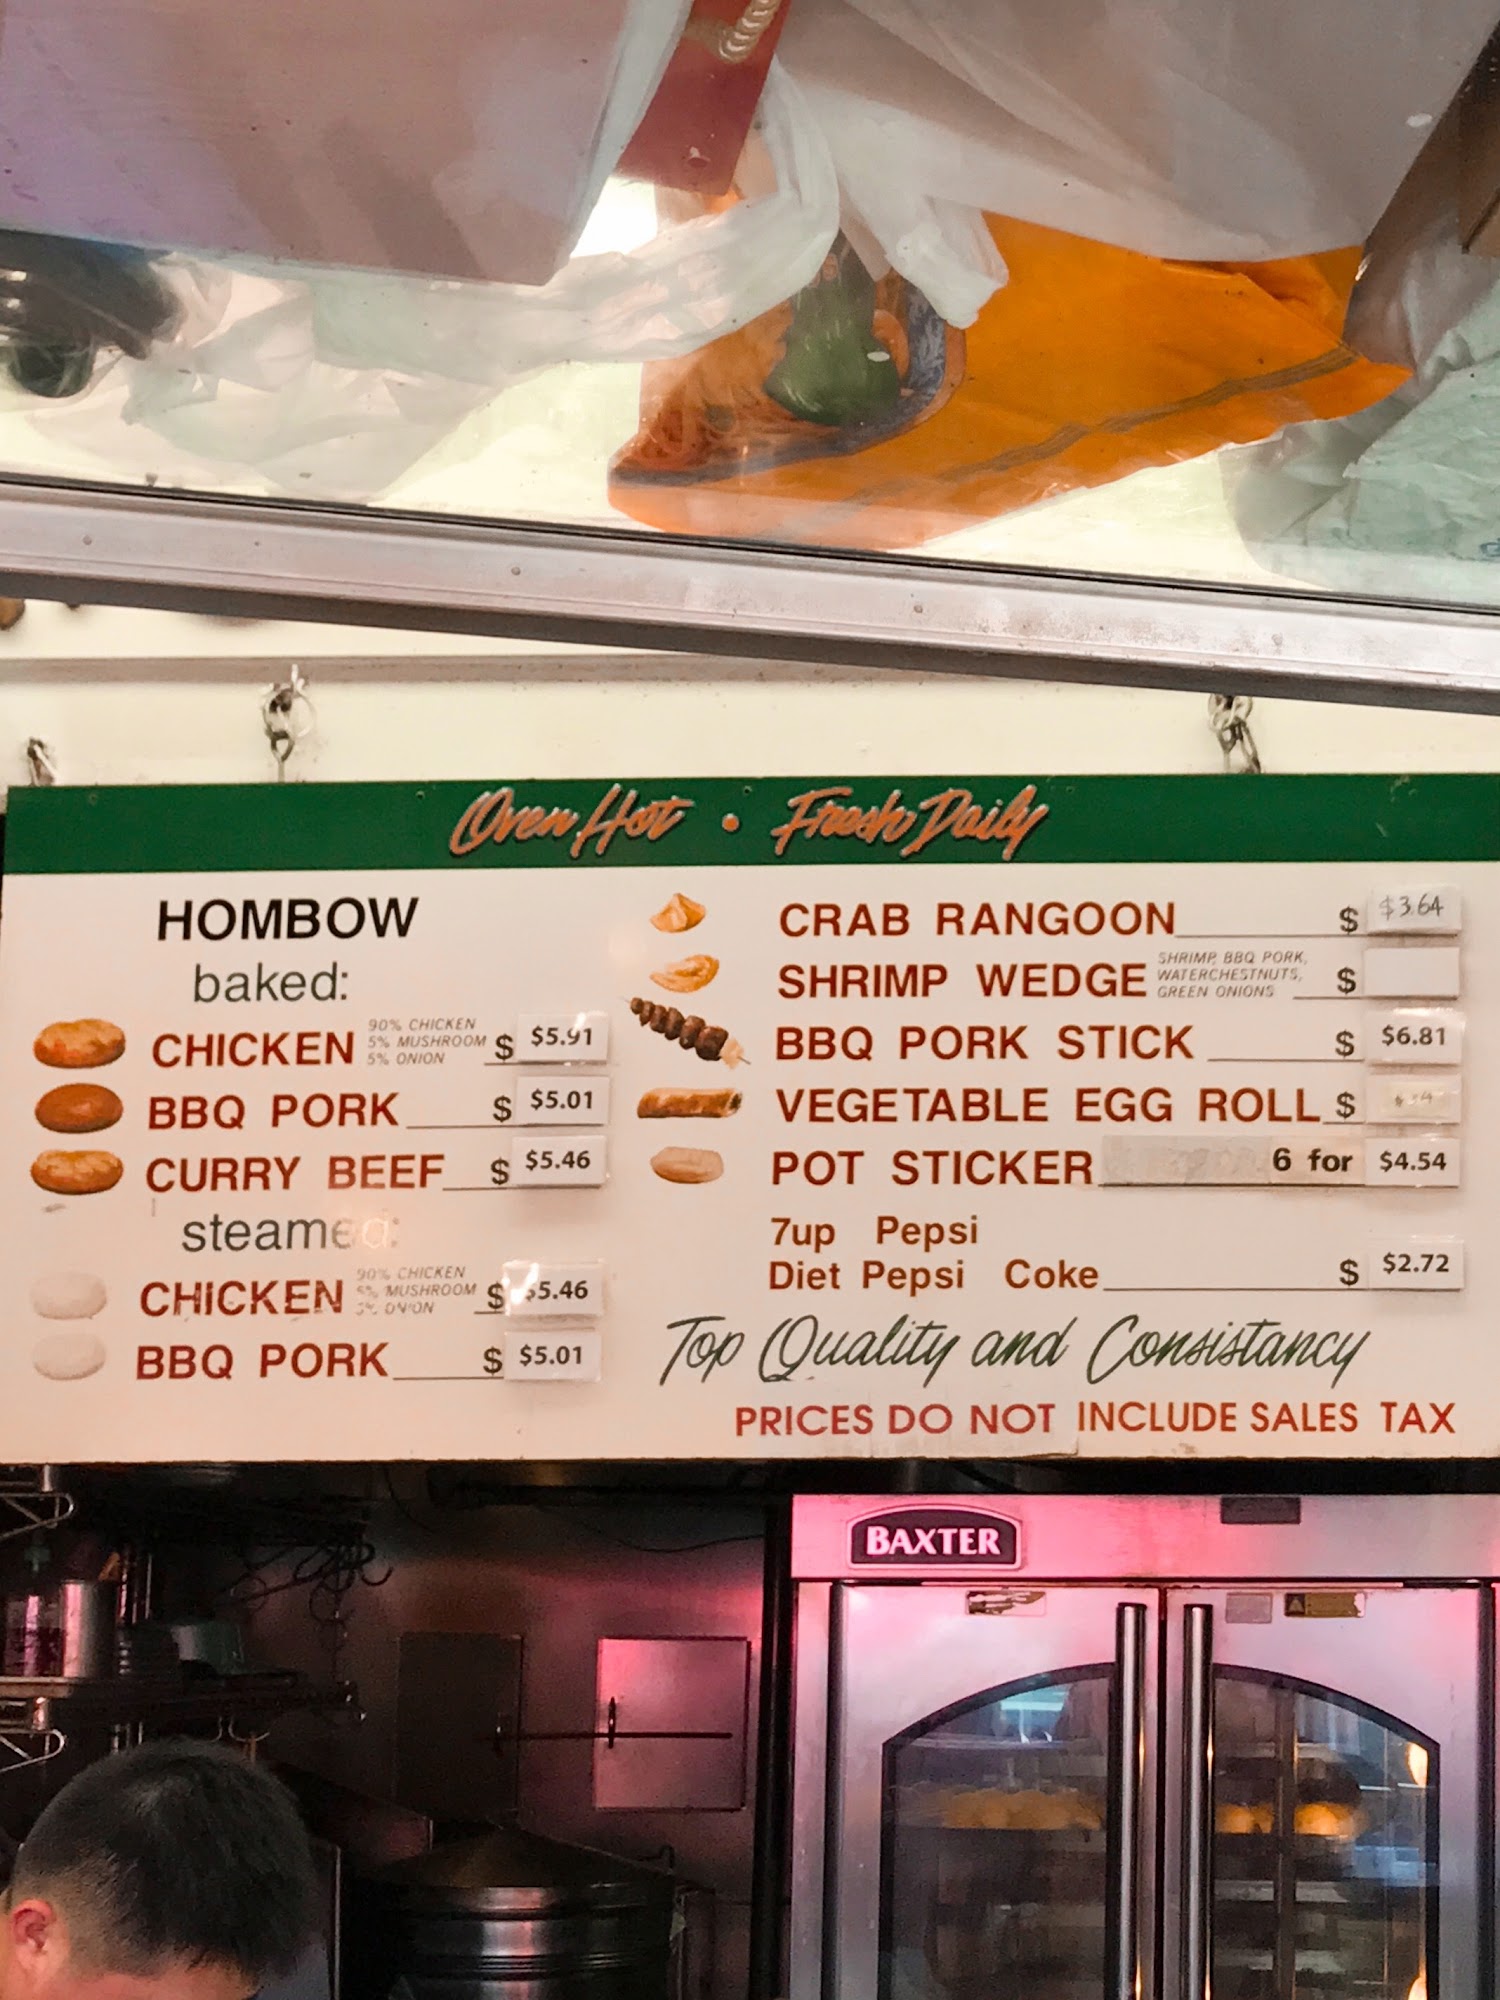 Oven Hot • Fresh Daily
HOMBOW
baked:
CHICKEN 90% CHICKEN 5% MUSHROOM 5% ONION $ $5.91
BBQ PORK $ $5.01
CURRY BEEF $ $5.46
steamed:
CHICKEN 90% CHICKEN 5% MUSHROOM 5% ONION $ $5.46
BBQ PORK $ $5.01
CRAB RANGOON $ $3.64
SHRIMP WEDGE SHRIMP, BBQ PORK, WATERCHESTNUTS, GREEN ONIONS $
BBQ PORK STICK $ $6.81
VEGETABLE EGG ROLL $
POT STICKER 6 for $4.54
7up Pepsi
Diet Pepsi Coke $ $2.72
Top Quality and Consistancy
PRICES DO NOT INCLUDE SALES TAX
BAXTER